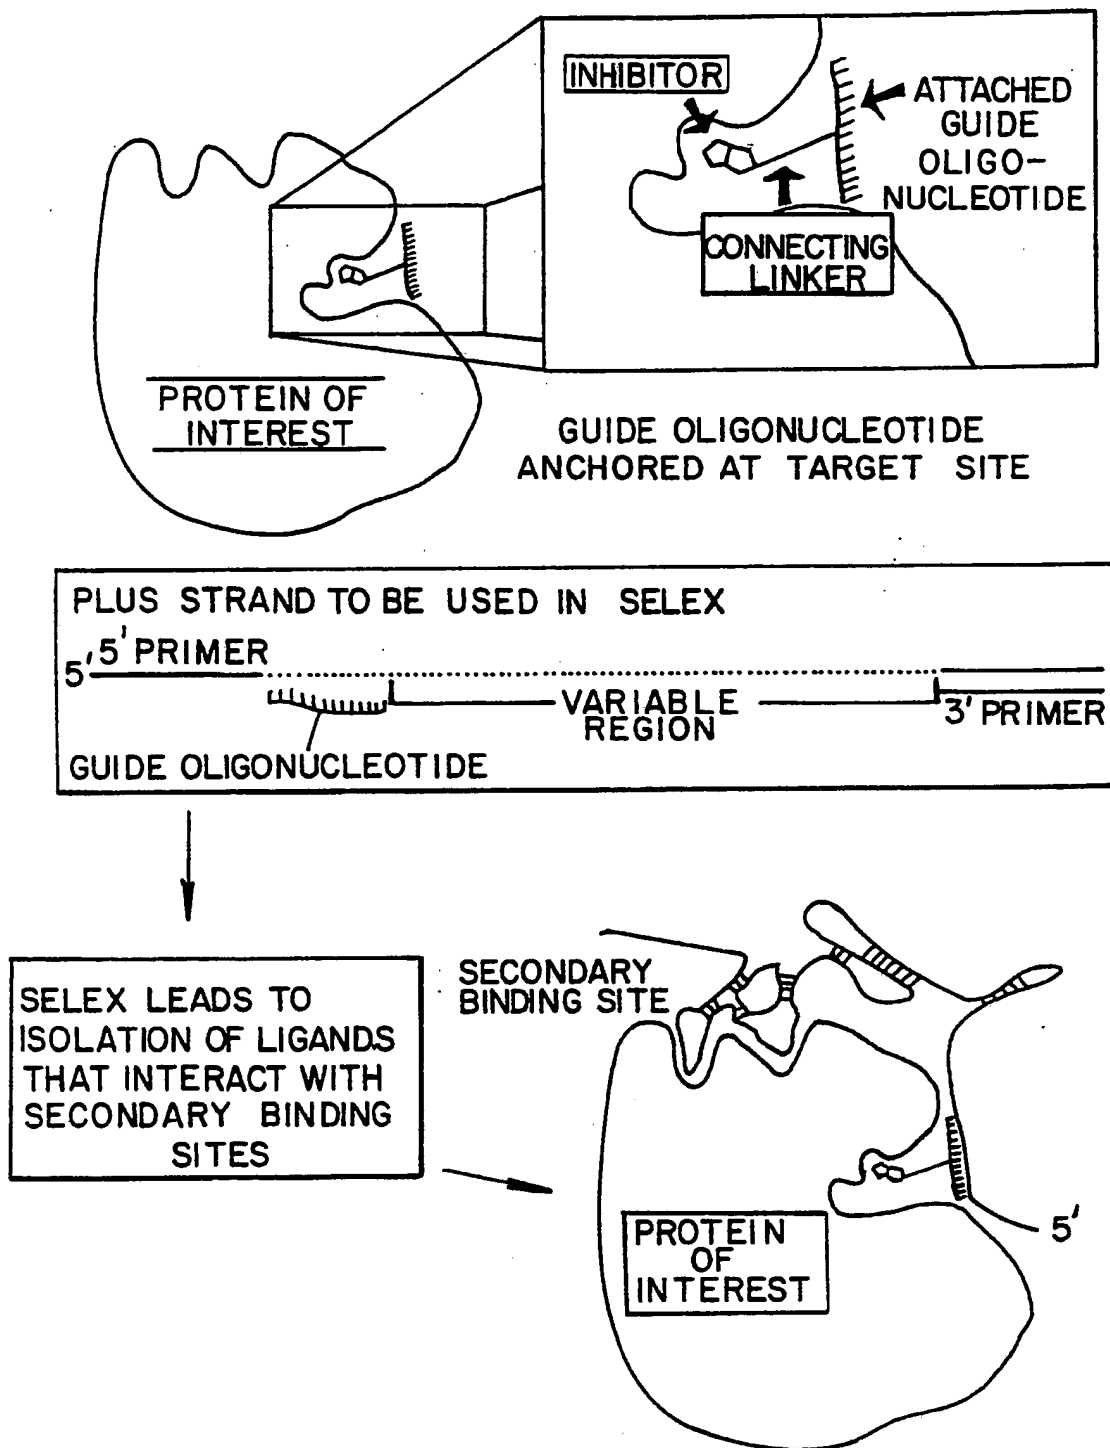 INHIBITOR
ATTACHED
GUIDE
OLIGO-
NUCLEOTIDE
CONNECTING
LINKER
PROTEIN OF
INTEREST
GUIDE OLIGONUCLEOTIDE
ANCHORED AT TARGET SITE
PLUS STRAND TO BE USED IN SELEX
5' PRIMER
5'
VARIABLE
REGION
3' PRIMER
GUIDE OLIGONUCLEOTIDE
SELEX LEADS TO
ISOLATION OF LIGANDS
THAT INTERACT WITH
SECONDARY BINDING
SITES
SECONDARY
BINDING SITE
5'
PROTEIN
OF
INTEREST